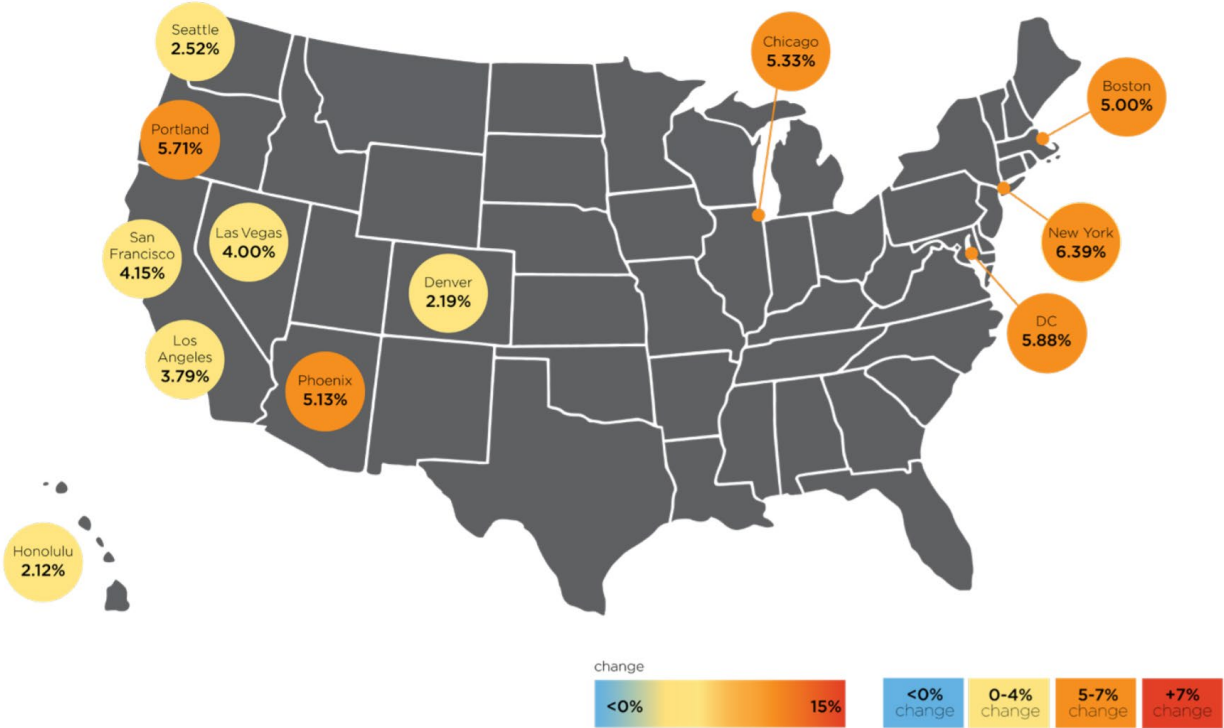 Seattle
2.52%
Chicago
5.33%
Boston
5.00%
Portland
5.71%
San
Francisco
4.15%
Las Vegas
4.00%
New York
6.39%
Denver
2.19%
DC
5.88%
Los
Angeles
3.79%
Phoenix
5.13%
Honolulu
2.12%
change
<0%
15%
<0%
change
0-4%
change
5-7%
change
+7%
change